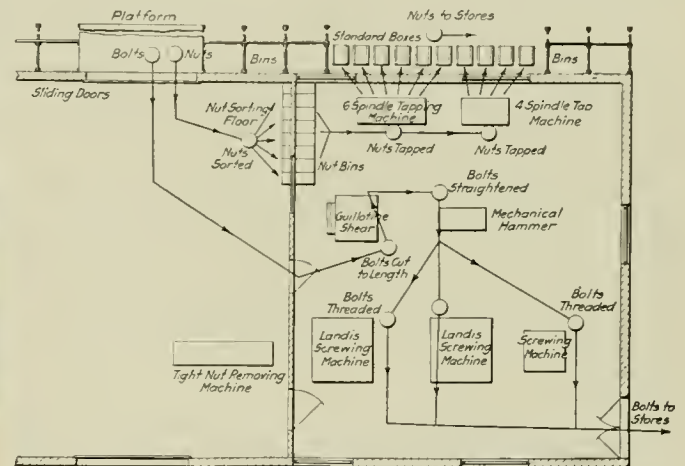 Platform
Nuts to Stores
Standard Boxes
Bolts
Nuts
Bins
Bins
Sliding Doors
Nut Sorting
Floor
6 Spindle Tapping
Machine
4 Spindle Tap
Machine
Nuts
Sorted
Nut Bins
Nuts Tapped
Nuts Tapped
Bolts
Straightened
Guillotine
Shear
Mechanical
Hammer
Bolts Cut
to Length
Bolts
Threaded
Bolts
Threaded
Landis
Screwing
Machine
Landis
Screwing
Machine
Screwing
Machine
Tight Nut Removing
Machine
Bolts to
Stores